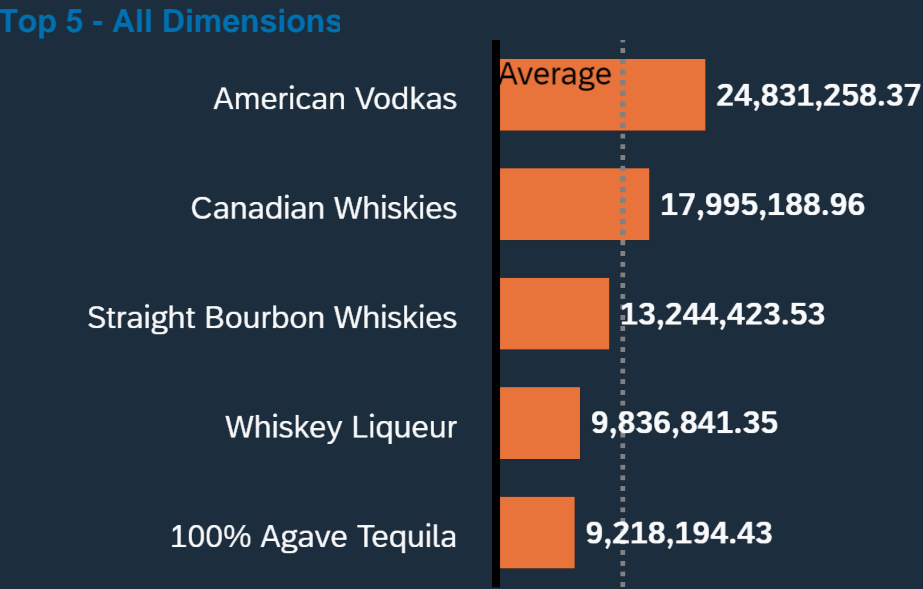 Top 5 - All Dimensions
Average
American Vodkas 24,831,258.37
Canadian Whiskies 17,995,188.96
Straight Bourbon Whiskies 13,244,423.53
Whiskey Liqueur 9,836,841.35
100% Agave Tequila 9,218,194.43